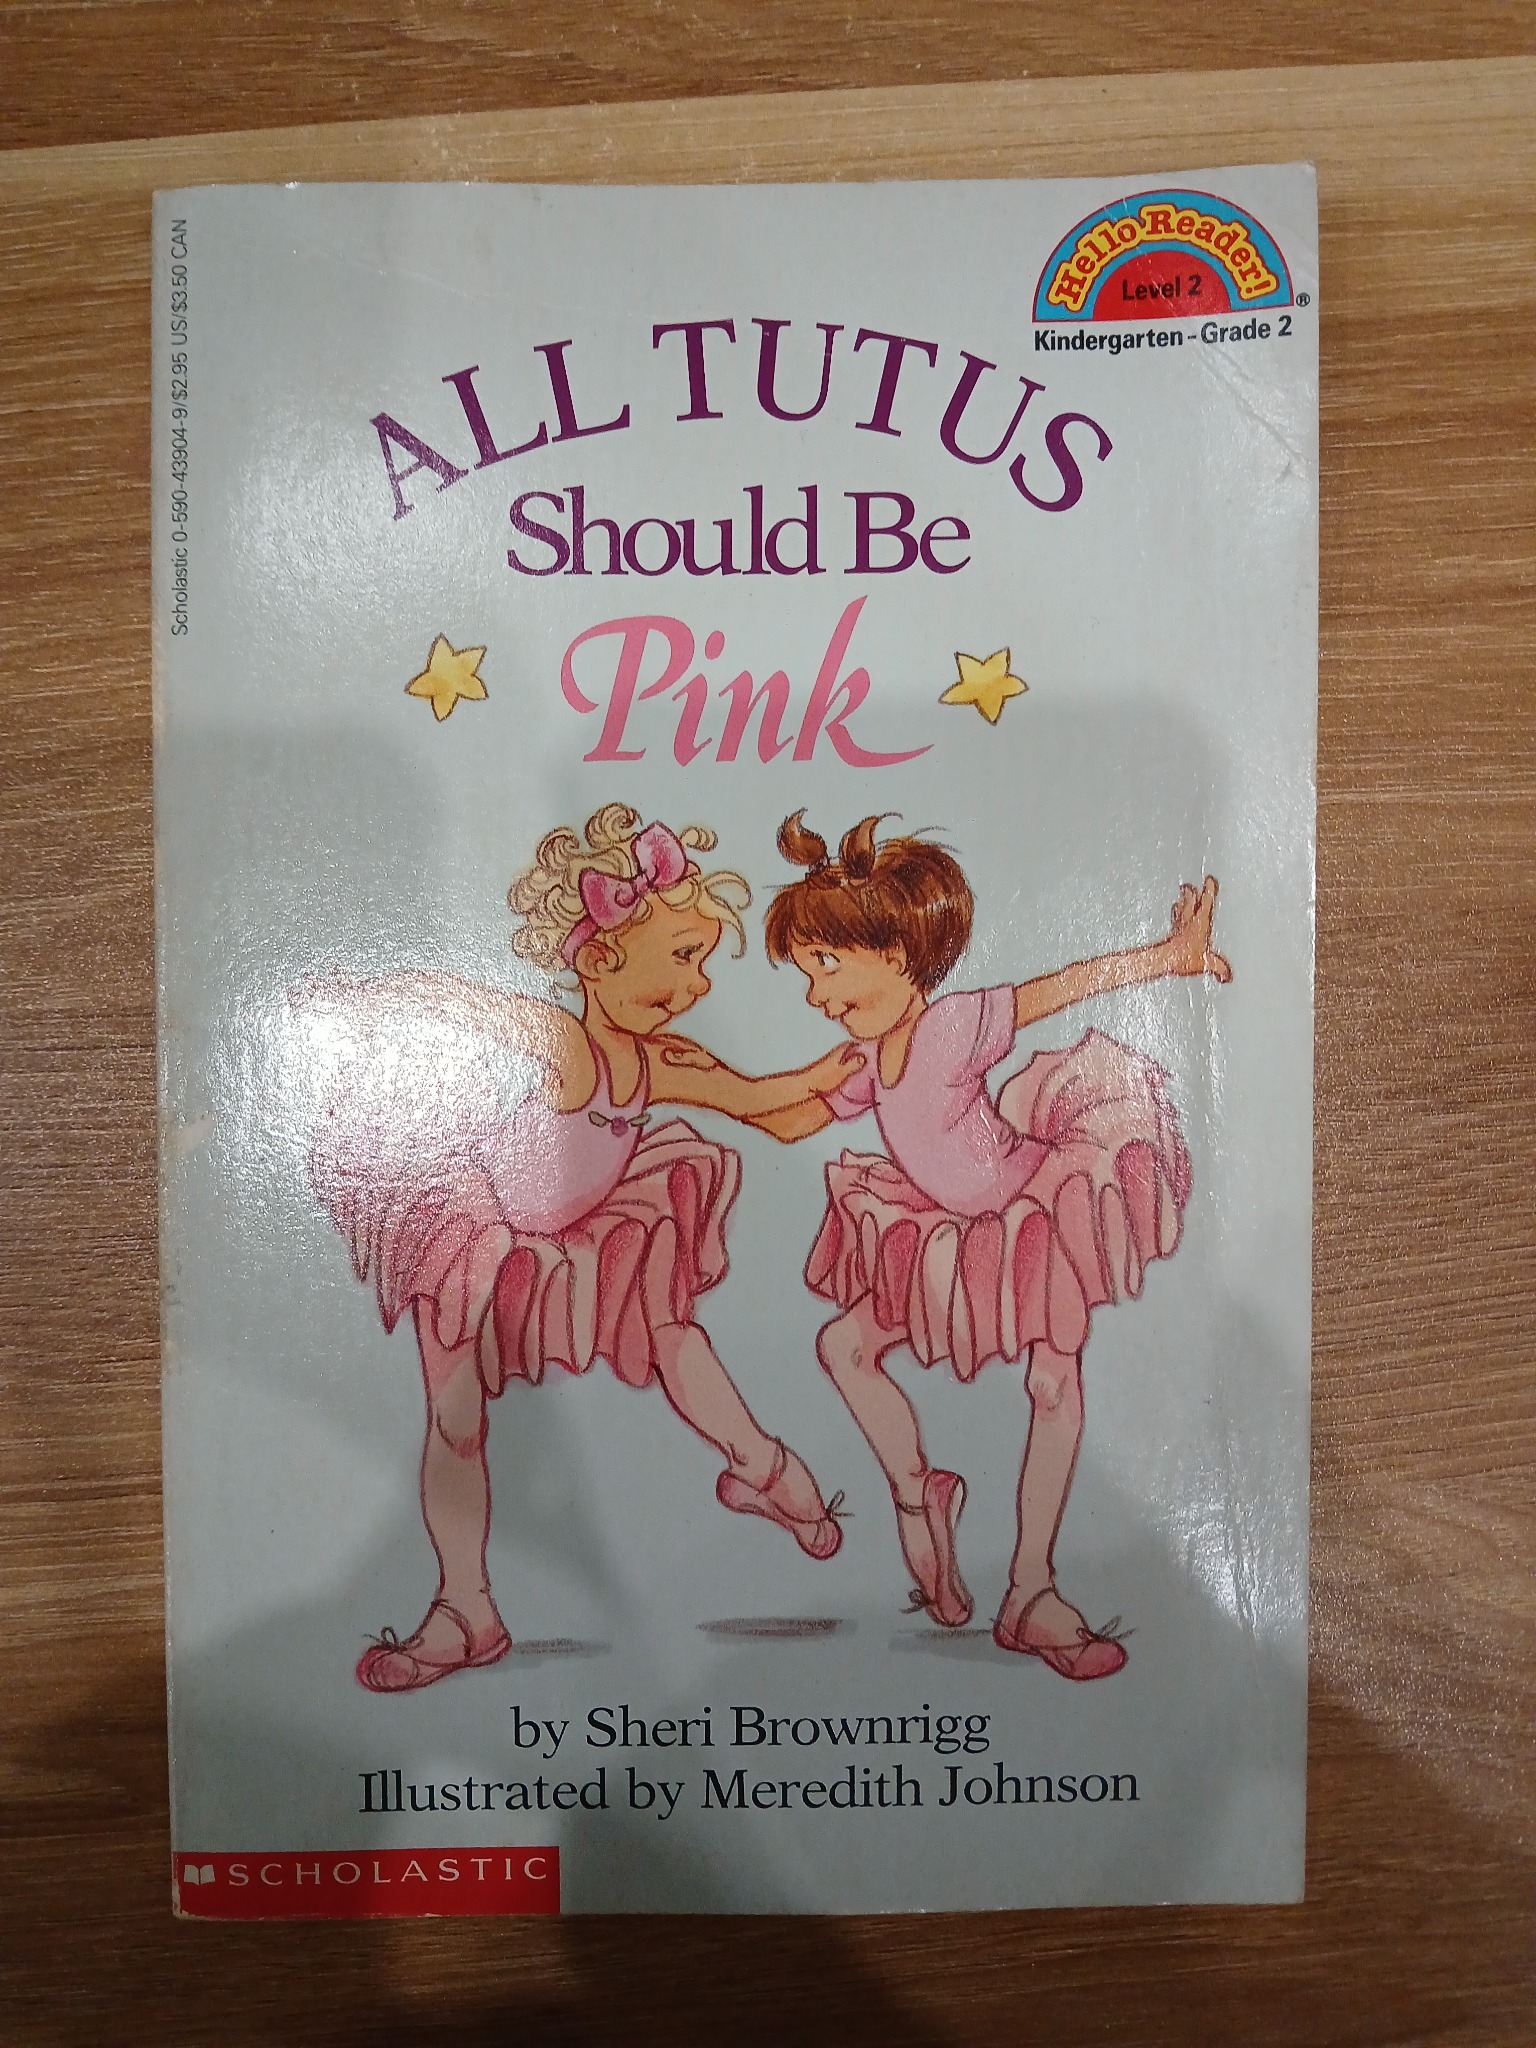 Scholastic 0-590-43904-9/$2.95 US/$3.50 CAN
Hello Reader!
Level 2
®
Kindergarten-Grade 2
ALL TUTUS
Should Be
Pink
by Sheri Brownrigg
Illustrated by Meredith Johnson
SCHOLASTIC